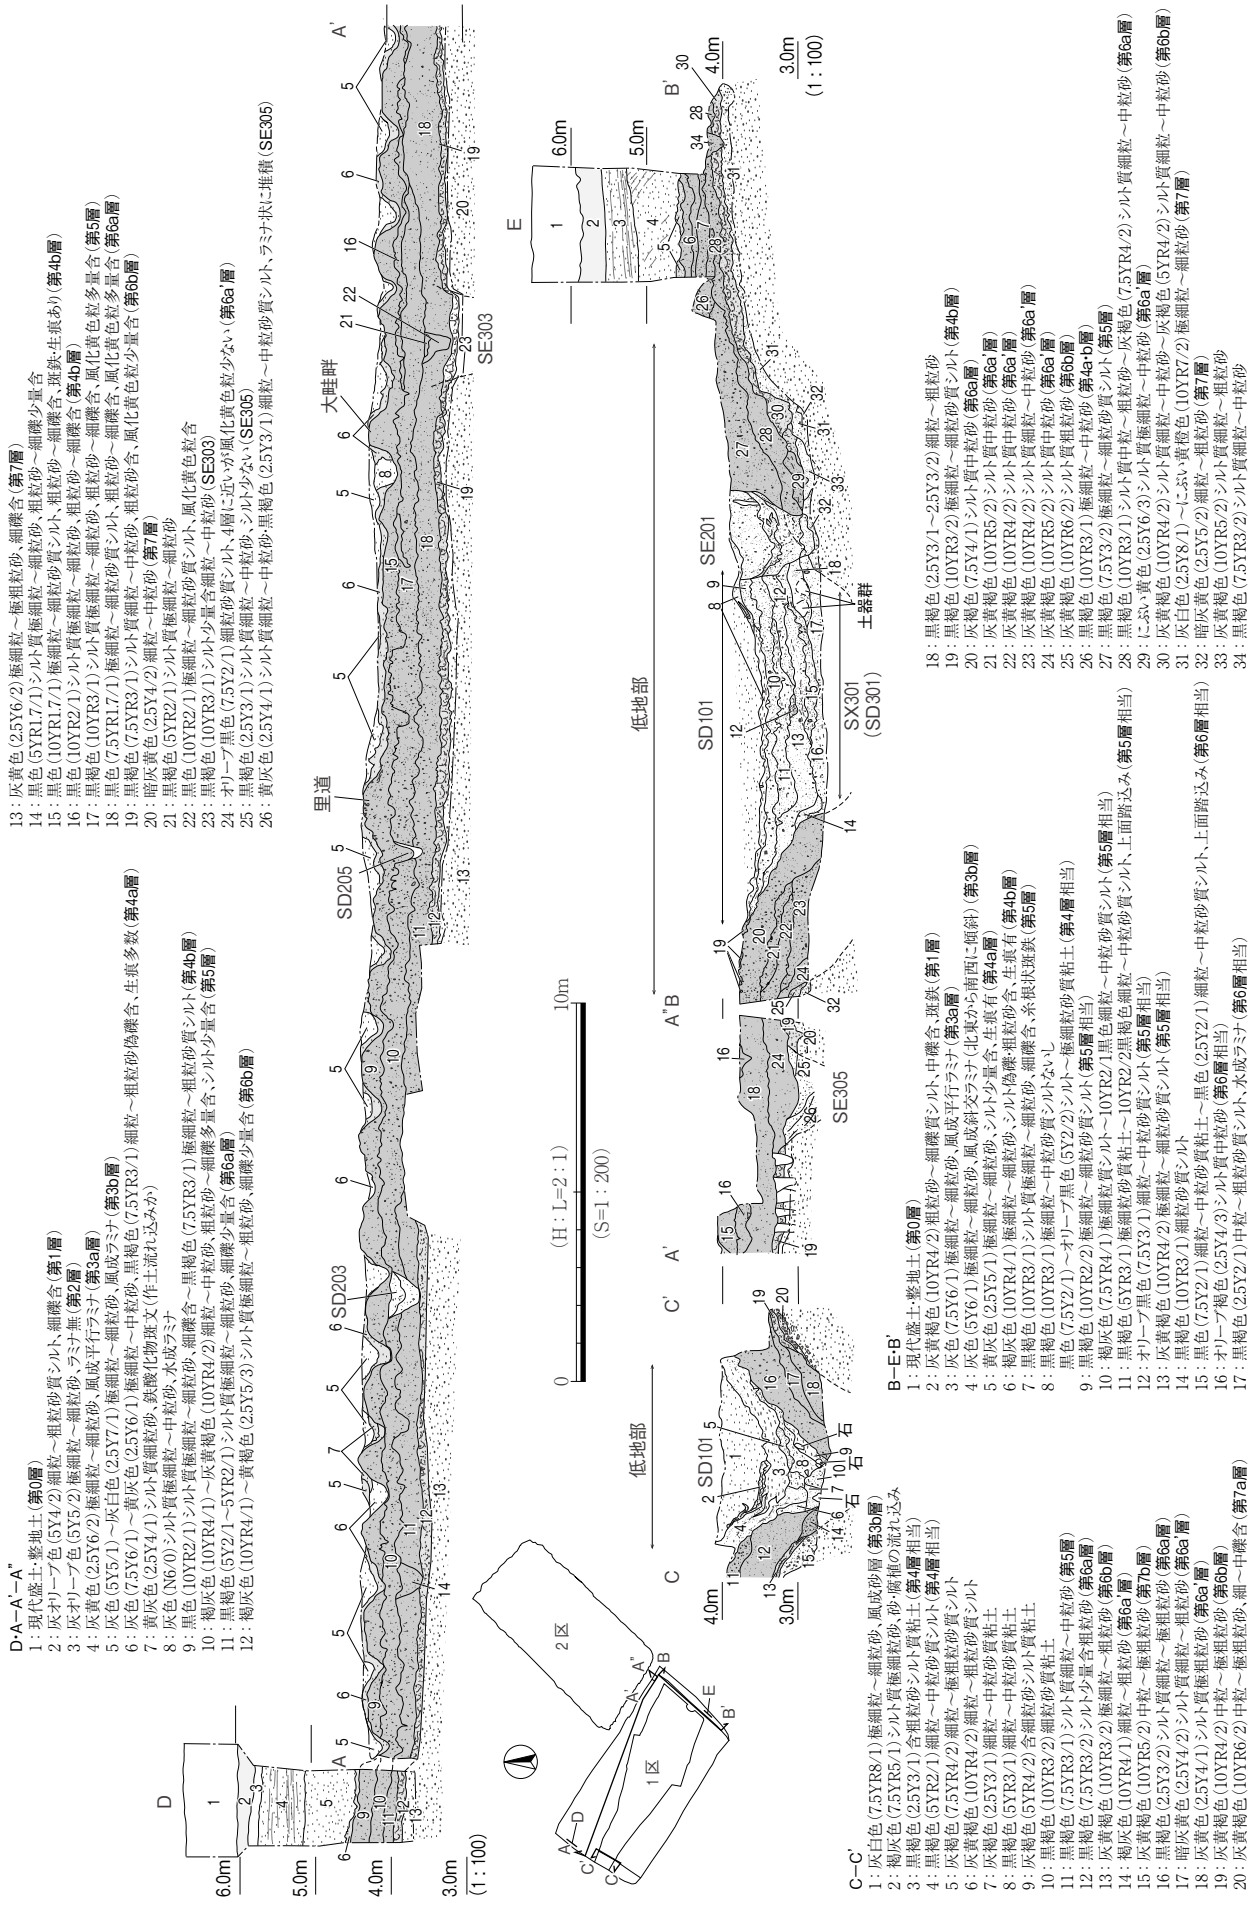 D-A-A'-A"
1：現代盛土・整地土(第0層)
2：灰オリーブ色(5Y4/2)細粒～粗粒砂質シルト、細礫含(第1層)
3：灰オリーブ色(5Y5/2)極細粒～細粒砂、ラミナ無(第2層)
4：灰黄色(2.5Y6/2)極細粒～細粒砂、風成平行ラミナ(第3a層)
5：灰色(5Y5/1)～灰白色(2.5Y7/1)極細粒～細粒砂、風成ラミナ(第3b層)
6：灰色(7.5Y6/1)～黄灰色(2.5Y6/1)極細粒～中粒砂、黒褐色(7.5YR3/1)細粒～粗粒砂偽礫含、生痕多数(第4a層)
7：黄灰色(2.5Y4/1)シルト質細粒砂、鉄酸化物斑文(作土流れ込みか)
8：灰色(N6/0)シルト質極細粒～中粒砂、水成ラミナ
9：黒色(10YR2/1)シルト質極細粒～細粒砂、細礫含～黒褐色(7.5YR3/1)極細粒～粗粒砂質シルト(第4b層)
10：褐灰色(10YR4/1)～灰黄褐色(10YR4/2)細粒～中粒砂、粗粒砂～細礫多量含、シルト少量含(第5層)
11：黒褐色(5Y2/1～5YR2/1)シルト質極細粒～細粒砂、細礫少量含(第6a層)
12：褐灰色(10YR4/1)～黄褐色(2.5Y5/3)シルト質極細粒～粗粒砂、細礫少量含(第6b層)
13：灰黄色(2.5Y6/2)極細粒～極粗粒砂、細礫含(第7層)
14：黒色(5YR1.7/1)シルト質極細粒～細粒砂、粗粒砂～細礫少量含
15：黒色(10YR1.7/1)極細粒～細粒砂質シルト、粗粒砂～細礫含、斑鉄・生痕あり(第4b層)
16：黒色(10YR2/1)シルト質極細粒～細粒砂、粗粒砂～細礫含(第4b層)
17：黒褐色(10YR3/1)シルト質極細粒～細粒砂、粗粒砂～細礫含、風化黄色粒多量含(第5層)
18：黒色(7.5YR1.7/1)極細粒～細粒砂質シルト、粗粒砂～細礫含、風化黄色粒多量含(第6a層)
19：黒褐色(7.5YR3/1)シルト質細粒～中粒砂、粗粒砂含、風化黄色粒少量含(第6b層)
20：暗灰黄色(2.5Y4/2)細粒～中粒砂(第7層)
21：黒褐色(5YR2/1)シルト質極細粒～細粒砂
22：黒色(10YR2/1)極細粒～細粒砂質シルト、風化黄色粒含
23：黒褐色(10YR3/1)シルト少量含細粒～中粒砂(SE303)
24：オリーブ黒色(7.5Y2/1)細粒砂質シルト、4層に近いが風化黄色粒少ない(第6a'層)
25：黒褐色(2.5Y3/1)シルト質細粒～中粒砂、シルト少ない(SE305)
26：黄灰色(2.5Y4/1)シルト質細粒～中粒砂・黒褐色(2.5Y3/1)細粒～中粒砂質シルト、ラミナ状に堆積(SE305)
D
6.0m
5.0m
4.0m
3.0m
(1：100)
A
SD203
SD205
里道
大畦畔
SE303
A'
0
10m
(H：L=2：1)
(S=1：200)
2区
1区
A
D
C'
C
A'
A"
B
E
B'
C
C'
4.0m
3.0m
低地部
SD101
石
石
石
A'
A"
B
SE305
低地部
SD101
SE201
土器群
SX301
(SD301)
E
6.0m
5.0m
B'
4.0m
3.0m
(1：100)
C-C'
1：灰白色(7.5YR8/1)極細粒～細粒砂、風成砂層(第3b層)
2：褐灰色(7.5YR5/1)シルト質極細粒砂、砂・腐植の流れ込み
3：黒褐色(2.5Y3/1)含粗粒砂シルト質粘土(第4層相当)
4：黒褐色(5YR2/1)細粒～中粒砂質シルト(第4層相当)
5：灰褐色(7.5YR4/2)細粒～極粗粒砂質シルト
6：灰黄褐色(10YR4/2)細粒～粗粒砂質シルト
7：灰褐色(2.5Y3/1)細粒～中粒砂質粘土
8：黒褐色(5YR3/1)細粒～中粒砂質粘土
9：灰褐色(5YR4/2)含細粒砂シルト質粘土
10：黒褐色(10YR3/2)細粒砂質粘土
11：黒褐色(7.5YR3/1)シルト質細粒～中粒砂(第5層)
12：黒褐色(7.5YR3/2)シルト少量含粗粒砂(第6a層)
13：灰黄褐色(10YR3/2)極細粒～粗粒砂(第6b層)
14：褐灰色(10YR4/1)細粒～粗粒砂(第6a'層)
15：灰黄褐色(10YR5/2)中粒～極粗粒砂(第7b層)
16：黒褐色(2.5Y3/2)シルト質細粒～極粗粒砂(第6a層)
17：暗灰黄色(2.5Y4/2)シルト質細粒～粗粒砂(第6a'層)
18：黄灰色(2.5Y4/1)シルト質極粗粒砂(第6a'層)
19：灰黄褐色(10YR4/2)中粒～極粗粒砂(第6b層)
20：灰黄褐色(10YR6/2)中粒～極粗粒砂、細～中礫含(第7a層)
B-E-B'
1：現代盛土・整地土(第0層)
2：灰黄褐色(10YR4/2)粗粒砂～細礫質シルト、中礫含、斑鉄(第1層)
3：灰色(7.5Y6/1)極細粒～細粒砂、風成平行ラミナ(第3a層)
4：灰色(5Y6/1)極細粒～細粒砂、風成斜交ラミナ(北東から南西に傾斜)(第3b層)
5：黄灰色(2.5Y5/1)極細粒～細粒砂、シルト少量含、生痕有(第4a層)
6：褐灰色(10YR4/1)極細粒～細粒砂、シルト偽礫・粗粒砂含、生痕有(第4b層)
7：黒褐色(10YR3/1)シルト質極細粒～細粒砂、細礫含、糸根状斑鉄(第5層)
8：黒褐色(10YR3/1)極細粒～中粒砂質シルトないし
黒色(7.5Y2/1)～オリーブ黒色(5Y2/2)シルト～極細粒砂質粘土(第4層相当)
9：黒褐色(10YR2/2)極細粒～細粒砂質シルト(第5層相当)
10：褐灰色(7.5YR4/1)極細粒質シルト～10YR2/1黒色細粒～中粒砂質シルト(第5層相当)
11：黒褐色(5YR3/1)極細粒砂質粘土～10YR2/2黒褐色細粒～中粒砂質シルト、上面踏込み(第5層相当)
12：オリーブ黒色(7.5Y3/1)細粒～中粒砂質シルト(第5層相当)
13：灰黄褐色(10YR4/2)極細粒～細粒砂質シルト(第5層相当)
14：黒褐色(10YR3/1)細粒砂質シルト
15：黒色(7.5Y2/1)細粒～中粒砂質粘土～黒色(2.5Y2/1)細粒～中粒砂質シルト、上面踏込み(第6層相当)
16：オリーブ褐色(2.5Y4/3)シルト質中粒砂(第6層相当)
17：黒褐色(2.5Y2/1)中粒～粗粒砂質シルト、水成ラミナ(第6層相当)
18：黒褐色(2.5Y3/1～2.5Y3/2)細粒～粗粒砂
19：黒褐色(10YR3/2)極細粒～細粒砂質シルト(第4b層)
20：灰褐色(7.5Y4/1)シルト質中粒砂(第6a層)
21：灰黄褐色(10YR5/2)シルト質中粒砂(第6a'層)
22：灰黄褐色(10YR4/2)シルト質中粒砂(第6a'層)
23：灰黄褐色(10YR4/2)シルト質細粒～中粒砂(第6a'層)
24：灰黄褐色(10YR5/2)シルト質中粒砂(第6a'層)
25：灰黄褐色(10YR6/2)シルト質粗粒砂(第6b層)
26：黒褐色(10YR3/1)極細粒～中粒砂(第4a・b層)
27：黒褐色(7.5Y3/2)極細粒～細粒砂質シルト(第5層)
28：黒褐色(10YR3/1)シルト質中粒～粗粒砂～灰褐色(7.5YR4/2)シルト質細粒～中粒砂(第6a層)
29：にぶい黄色(2.5Y6/3)シルト質極細粒～中粒砂(第6a'層)
30：灰黄褐色(10YR4/2)シルト質細粒～中粒砂～灰褐色(5YR4/2)シルト質細粒～中粒砂(第6b層)
31：灰白色(2.5Y8/1)～にぶい黄橙色(10YR7/2)極細粒～細粒砂(第7層)
32：暗灰黄色(2.5Y5/2)細粒～粗粒砂(第7層)
33：灰黄褐色(10YR5/2)シルト質細粒～粗粒砂
34：黒褐色(7.5YR3/2)シルト質細粒～中粒砂